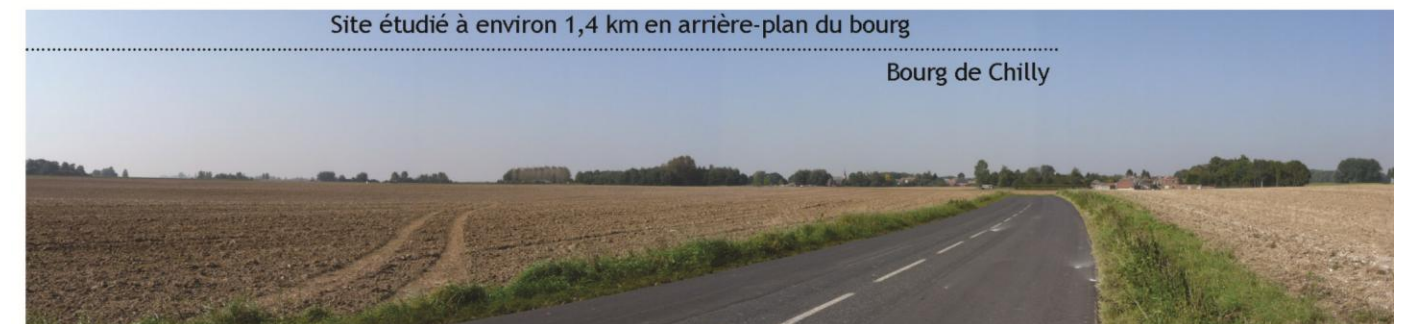 Site étudié à environ 1,4 km en arrière-plan du bourg
Bourg de Chilly